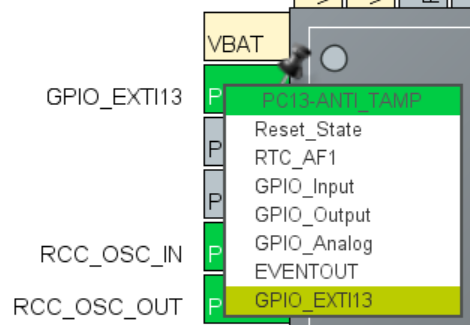 VBAT
GPIO_EXTI13
P
PC13-ANTI_TAMP
Reset_State
P
RTC_AF1
GPIO_Input
P
GPIO_Output
GPIO_Analog
RCC_OSC_IN
P
EVENTOUT
RCC_OSC_OUT
P
GPIO_EXTI13